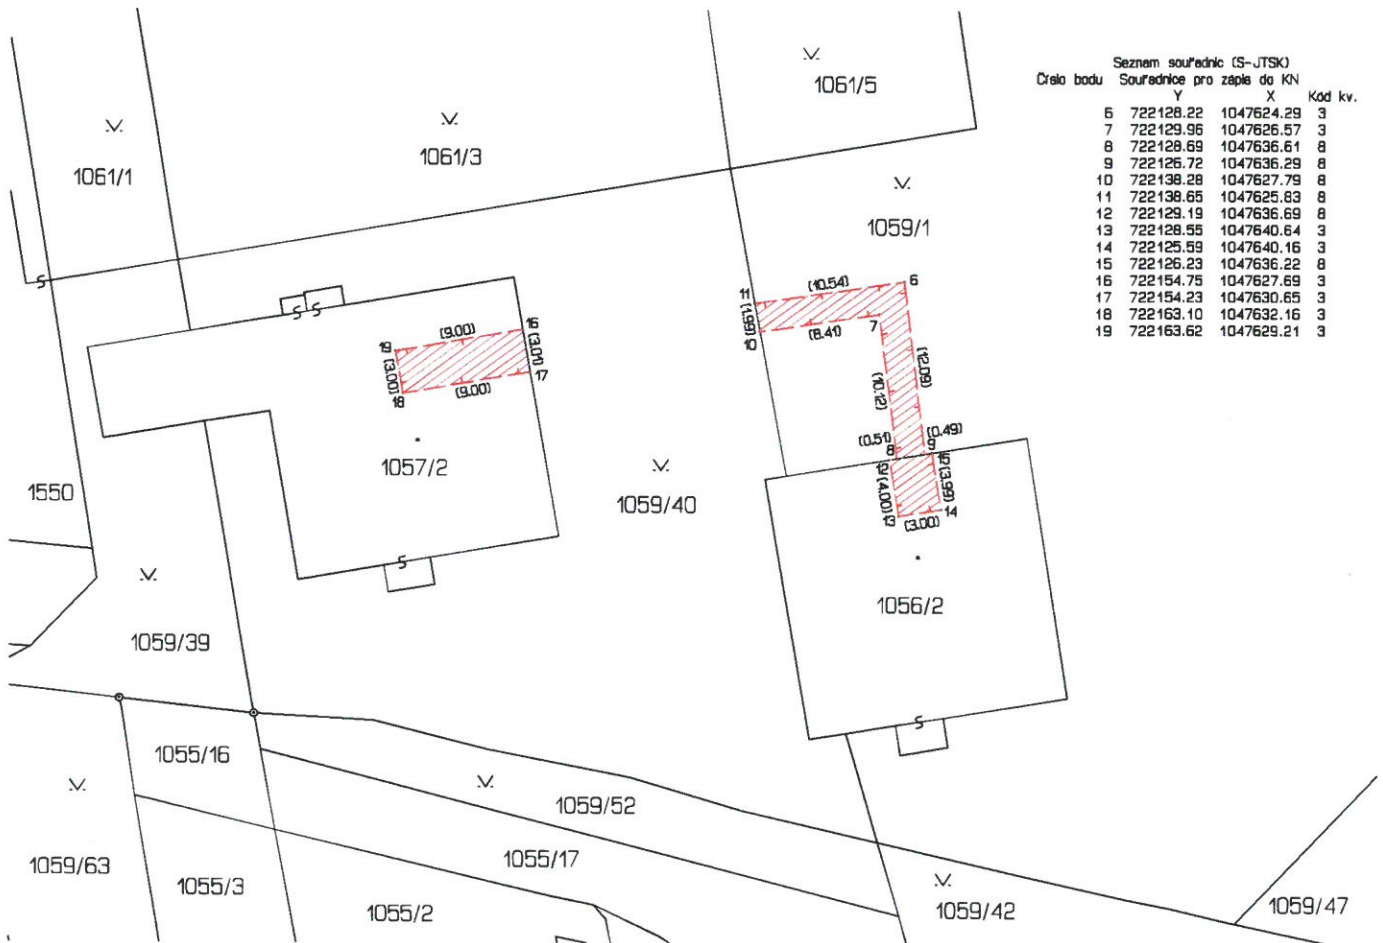 Seznam souřadnic (S-JTSK)
Číslo bodu Souřadnice pro zápis do KN
Y X Kód kv.
6 722128.22 1047624.29 3
7 722129.96 1047626.57 3
8 722128.69 1047636.61 8
9 722126.72 1047636.29 8
10 722138.28 1047627.79 8
11 722138.65 1047625.83 8
12 722129.19 1047636.69 8
13 722128.55 1047640.64 3
14 722125.59 1047640.16 3
15 722126.23 1047636.22 8
16 722154.75 1047627.69 3
17 722154.23 1047630.65 3
18 722163.10 1047632.16 3
19 722163.62 1047629.21 3
1061/5
1061/3
1061/1
1059/1
6
(10.54)
11
(1.99)
10
(8.41)
7
(12.09)
(10.12)
(0.51)
(0.49)
8
9
12
15
(4.00)
(3.99)
13
14
(3.00)
16
(9.00)
19
(3.01)
(3.00)
17
18
(9.00)
1057/2
1550
1059/40
1056/2
1059/39
1055/16
1059/52
1055/17
1059/63
1055/3
1055/2
1059/42
1059/47